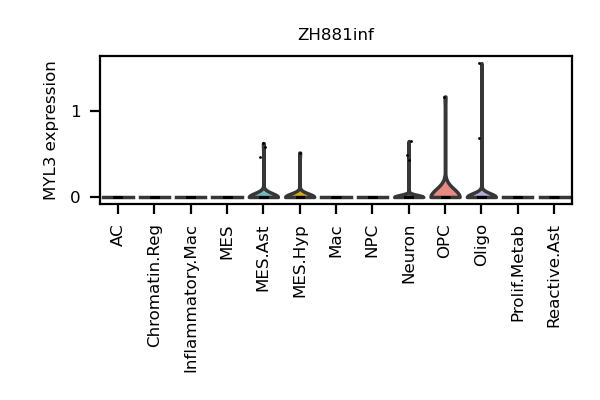 ZH881inf
MYL3 expression
1
0
AC
Chromatin.Reg
Inflammatory.Mac
MES
MES.Ast
MES.Hyp
Mac
NPC
Neuron
OPC
Oligo
Prolif.Metab
Reactive.Ast